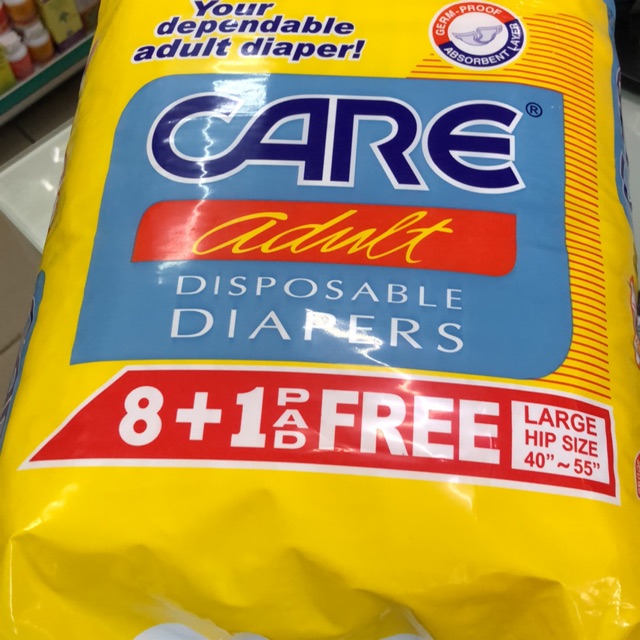 Your
dependable
adult diaper!
GERM-PROOF
ABSORBENT LAYER
CARE®
adult
DISPOSABLE
DIAPERS
8+1 PAD FREE
LARGE
HIP SIZE
40"~55"